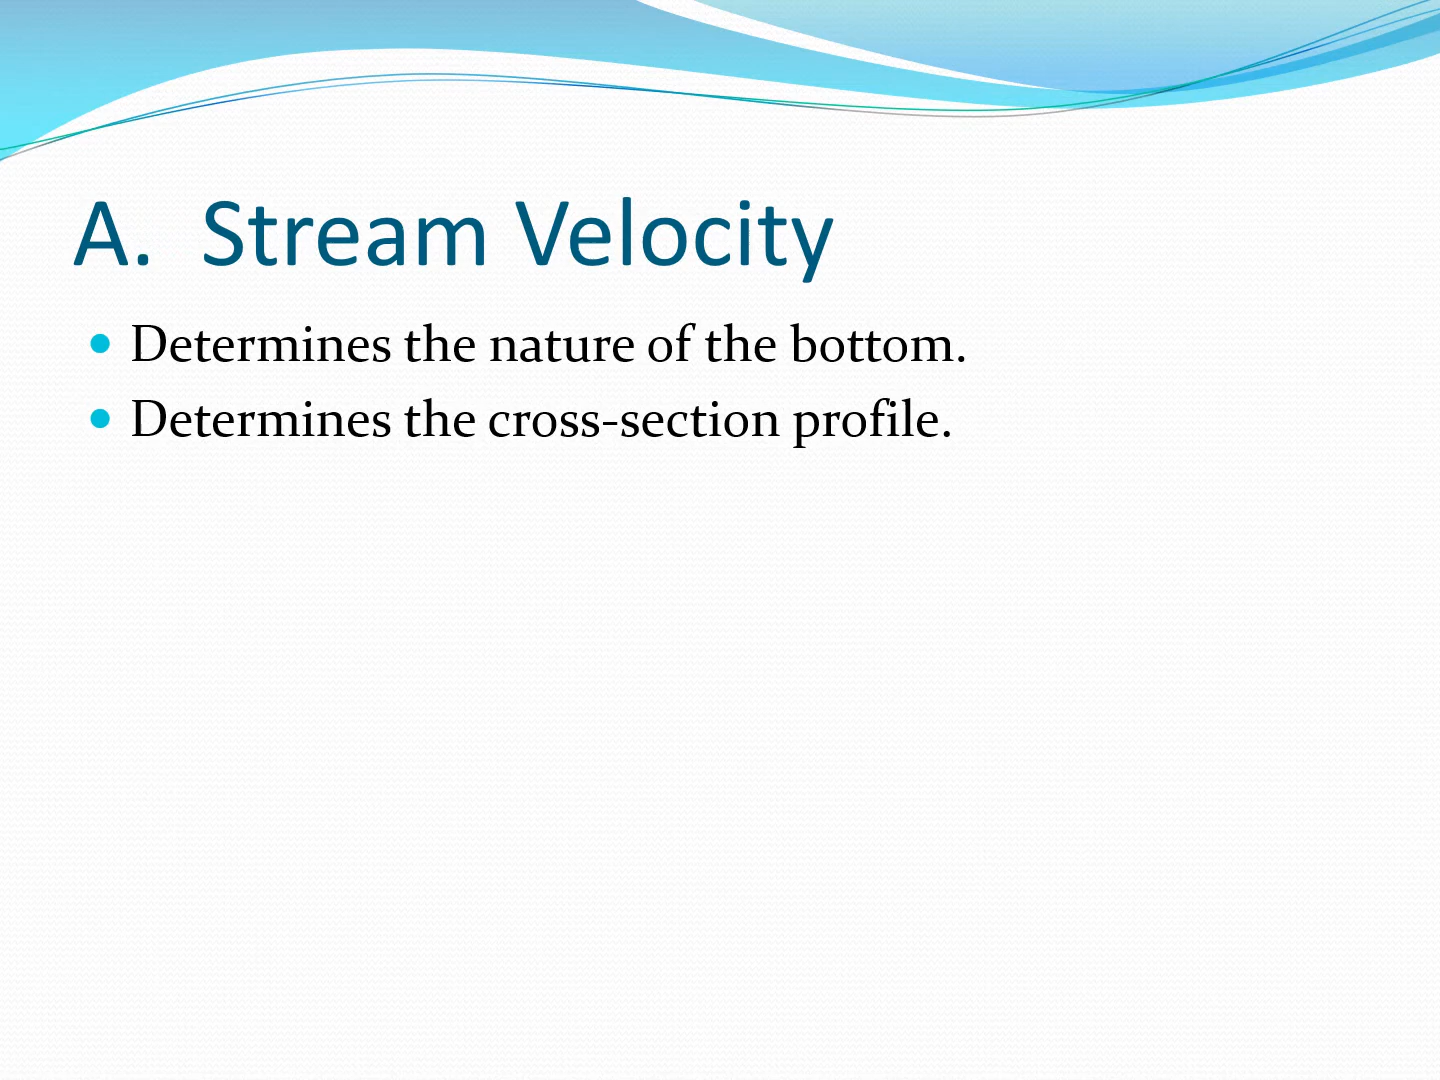 A. Stream Velocity
• Determines the nature of the bottom.
• Determines the cross-section profile.